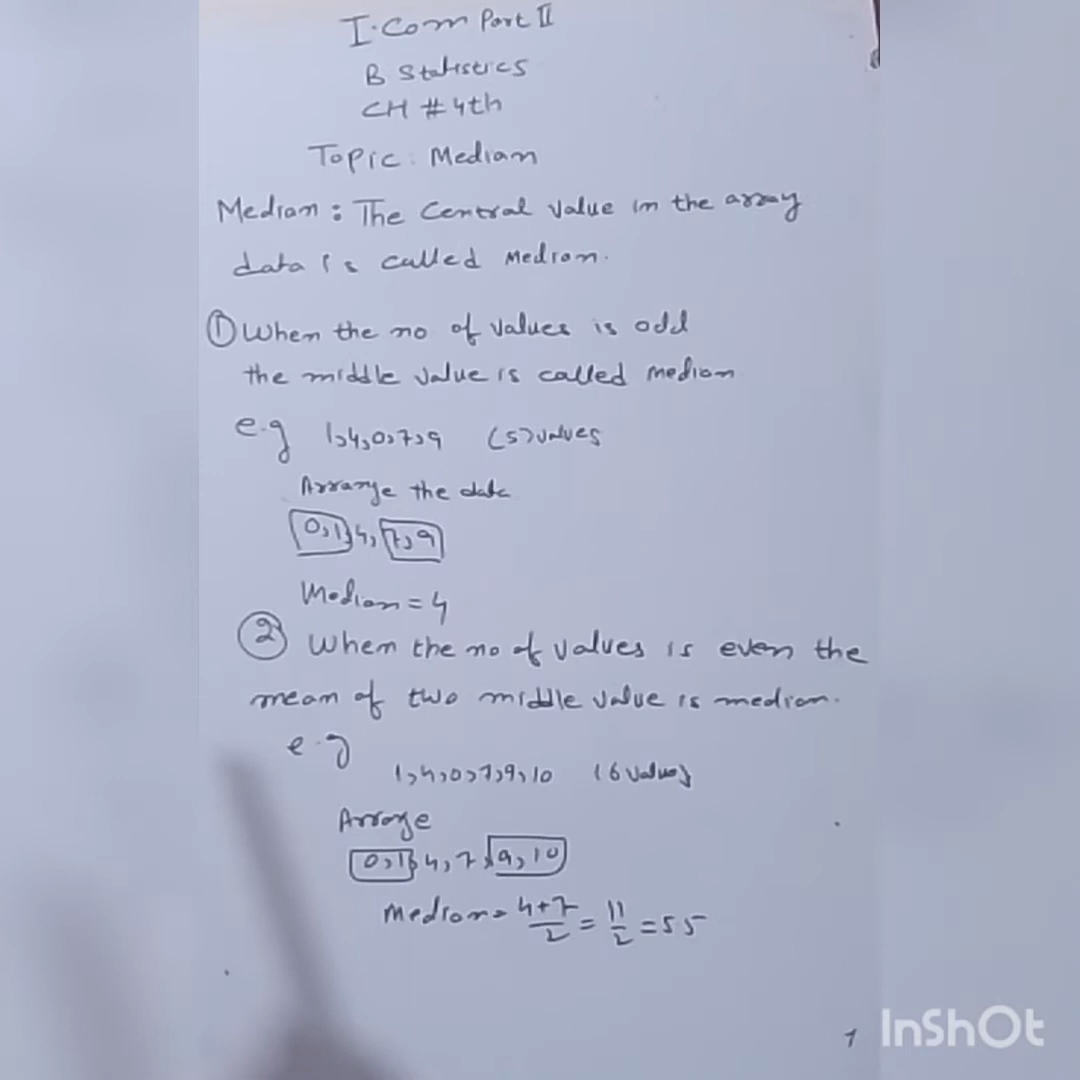 I.Com Part II
B Statistics
CH # 4th
Topic: Median
Median: The Central value in the array
data is called Median.
① When the no of values is odd
the middle value is called median
e.g 1,4,0,7,9 (5) values
Arrange the data
0,1,4,7,9
Median = 4
② When the no of values is even the
mean of two middle value is median.
e.g
1,4,0,7,9,10 (6 values)
Arrange
0,1,4,7,9,10
Median = 4+7/2 = 11/2 = 5 5
1
InShOt